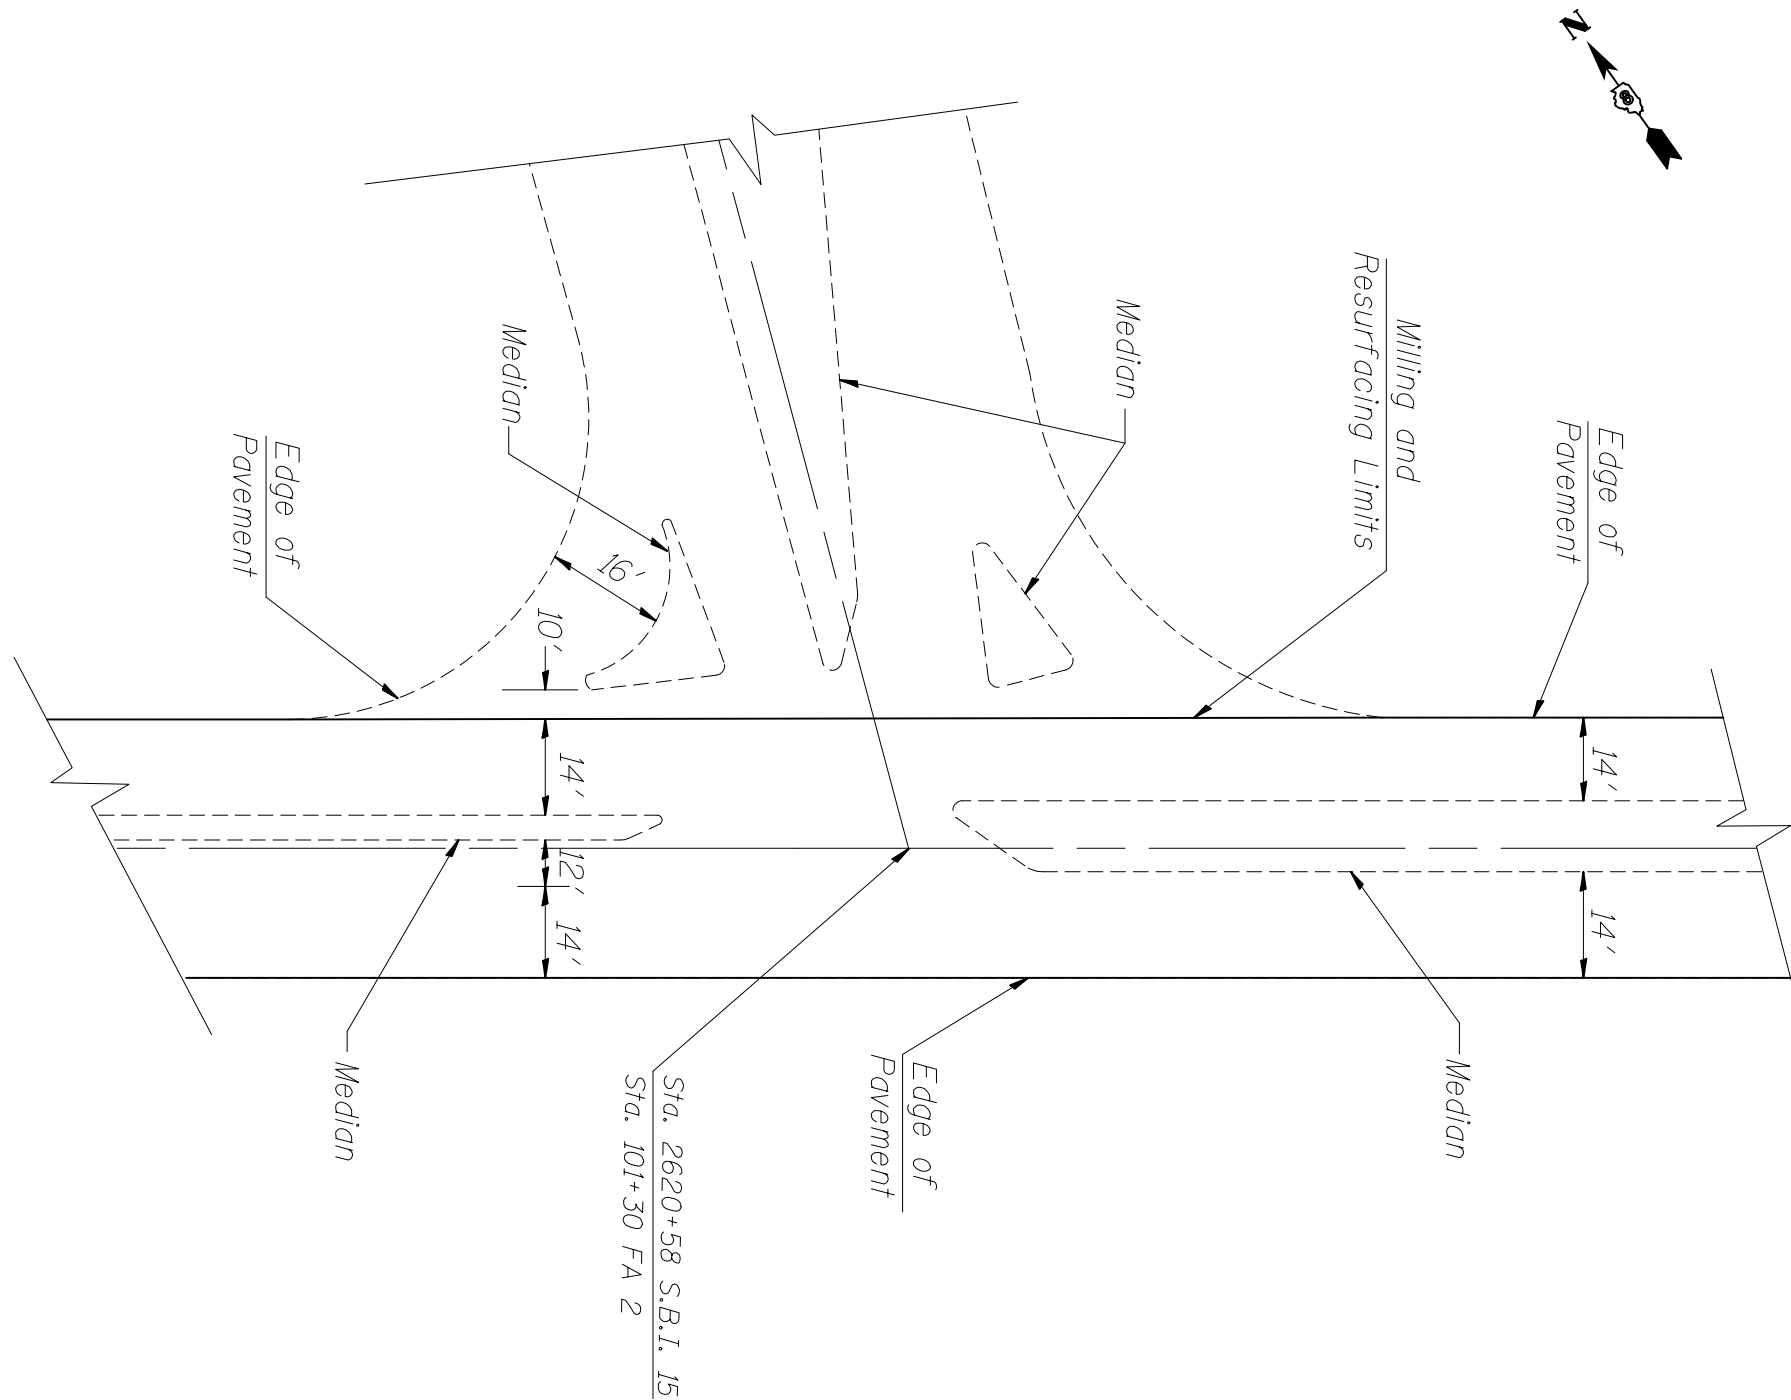 N
Milling and
Resurfacing Limits
Edge of
Pavement
Median
Median
Edge of
Pavement
16'
10'
14'
14'
12'
14'
14'
Median
Sta. 2620+58 S.B.I. 15
Sta. 101+30 FA 2
Edge of
Pavement
Median